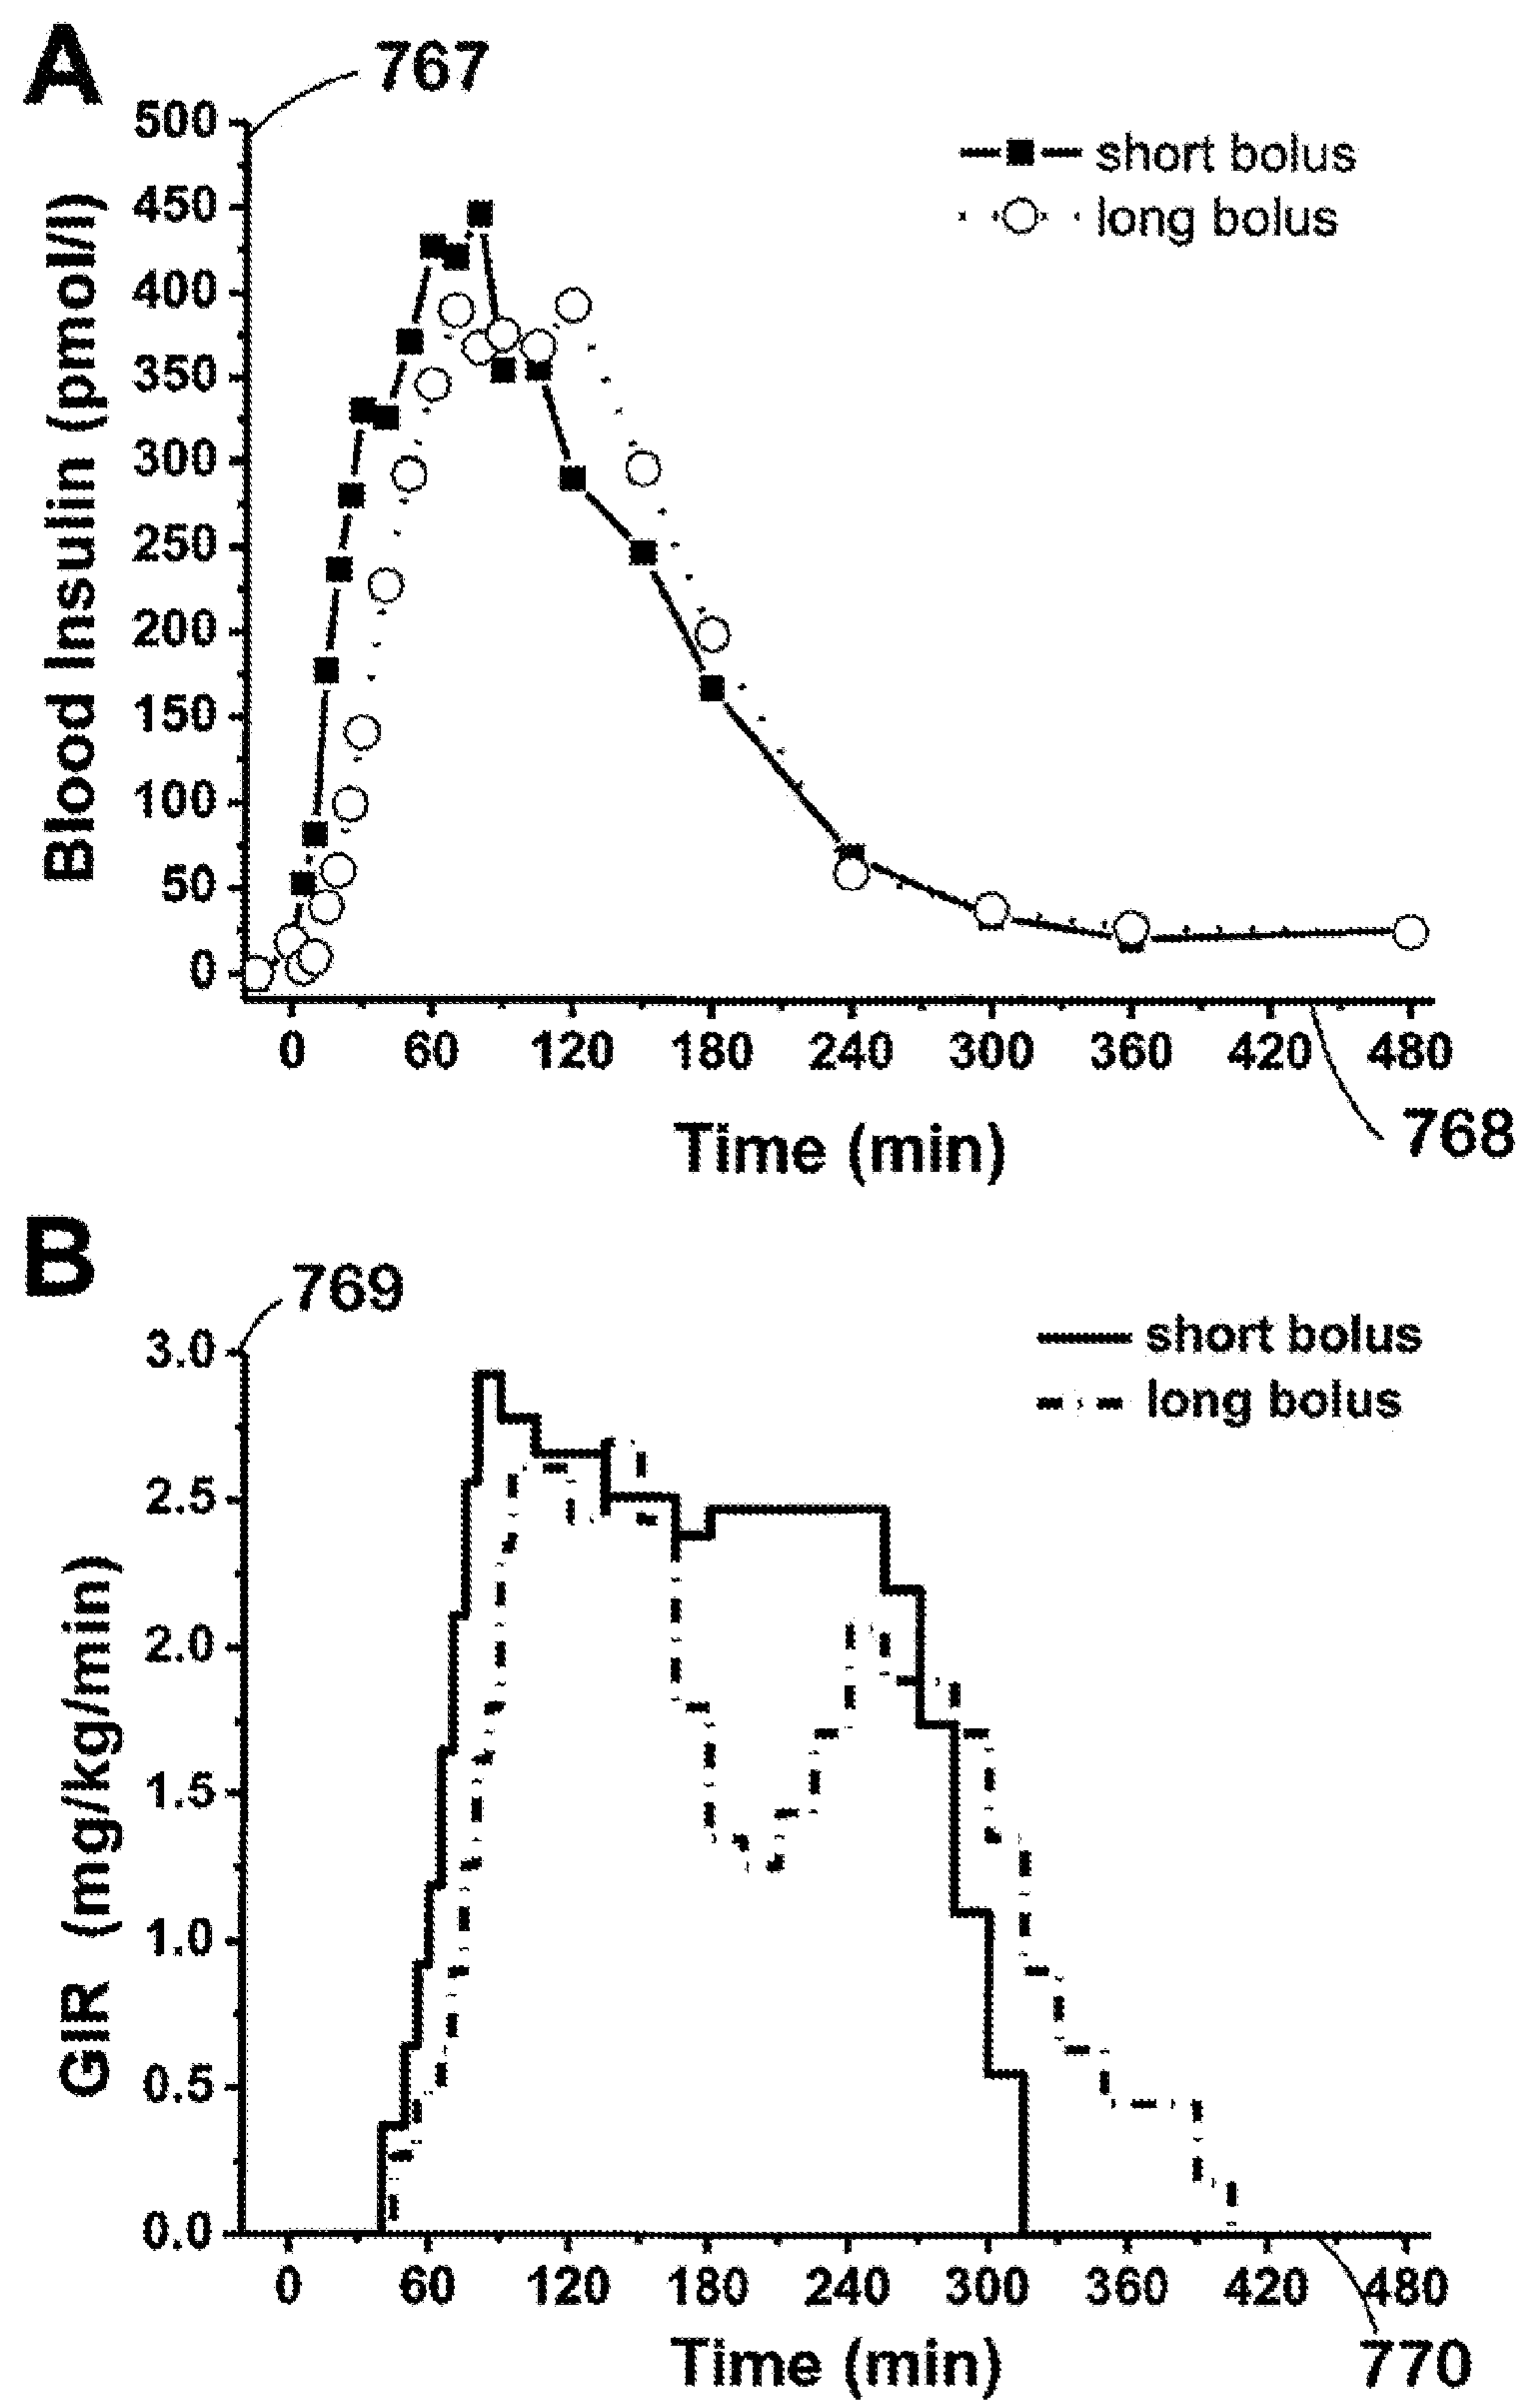 A
767
500
450
400
350
300
250
200
150
100
50
0
Blood Insulin (pmol/l)
short bolus
long bolus
0 60 120 180 240 300 360 420 480
Time (min)
768
B
769
3.0
2.5
2.0
1.5
1.0
0.5
0.0
GIR (mg/kg/min)
short bolus
long bolus
0 60 120 180 240 300 360 420 480
Time (min)
770